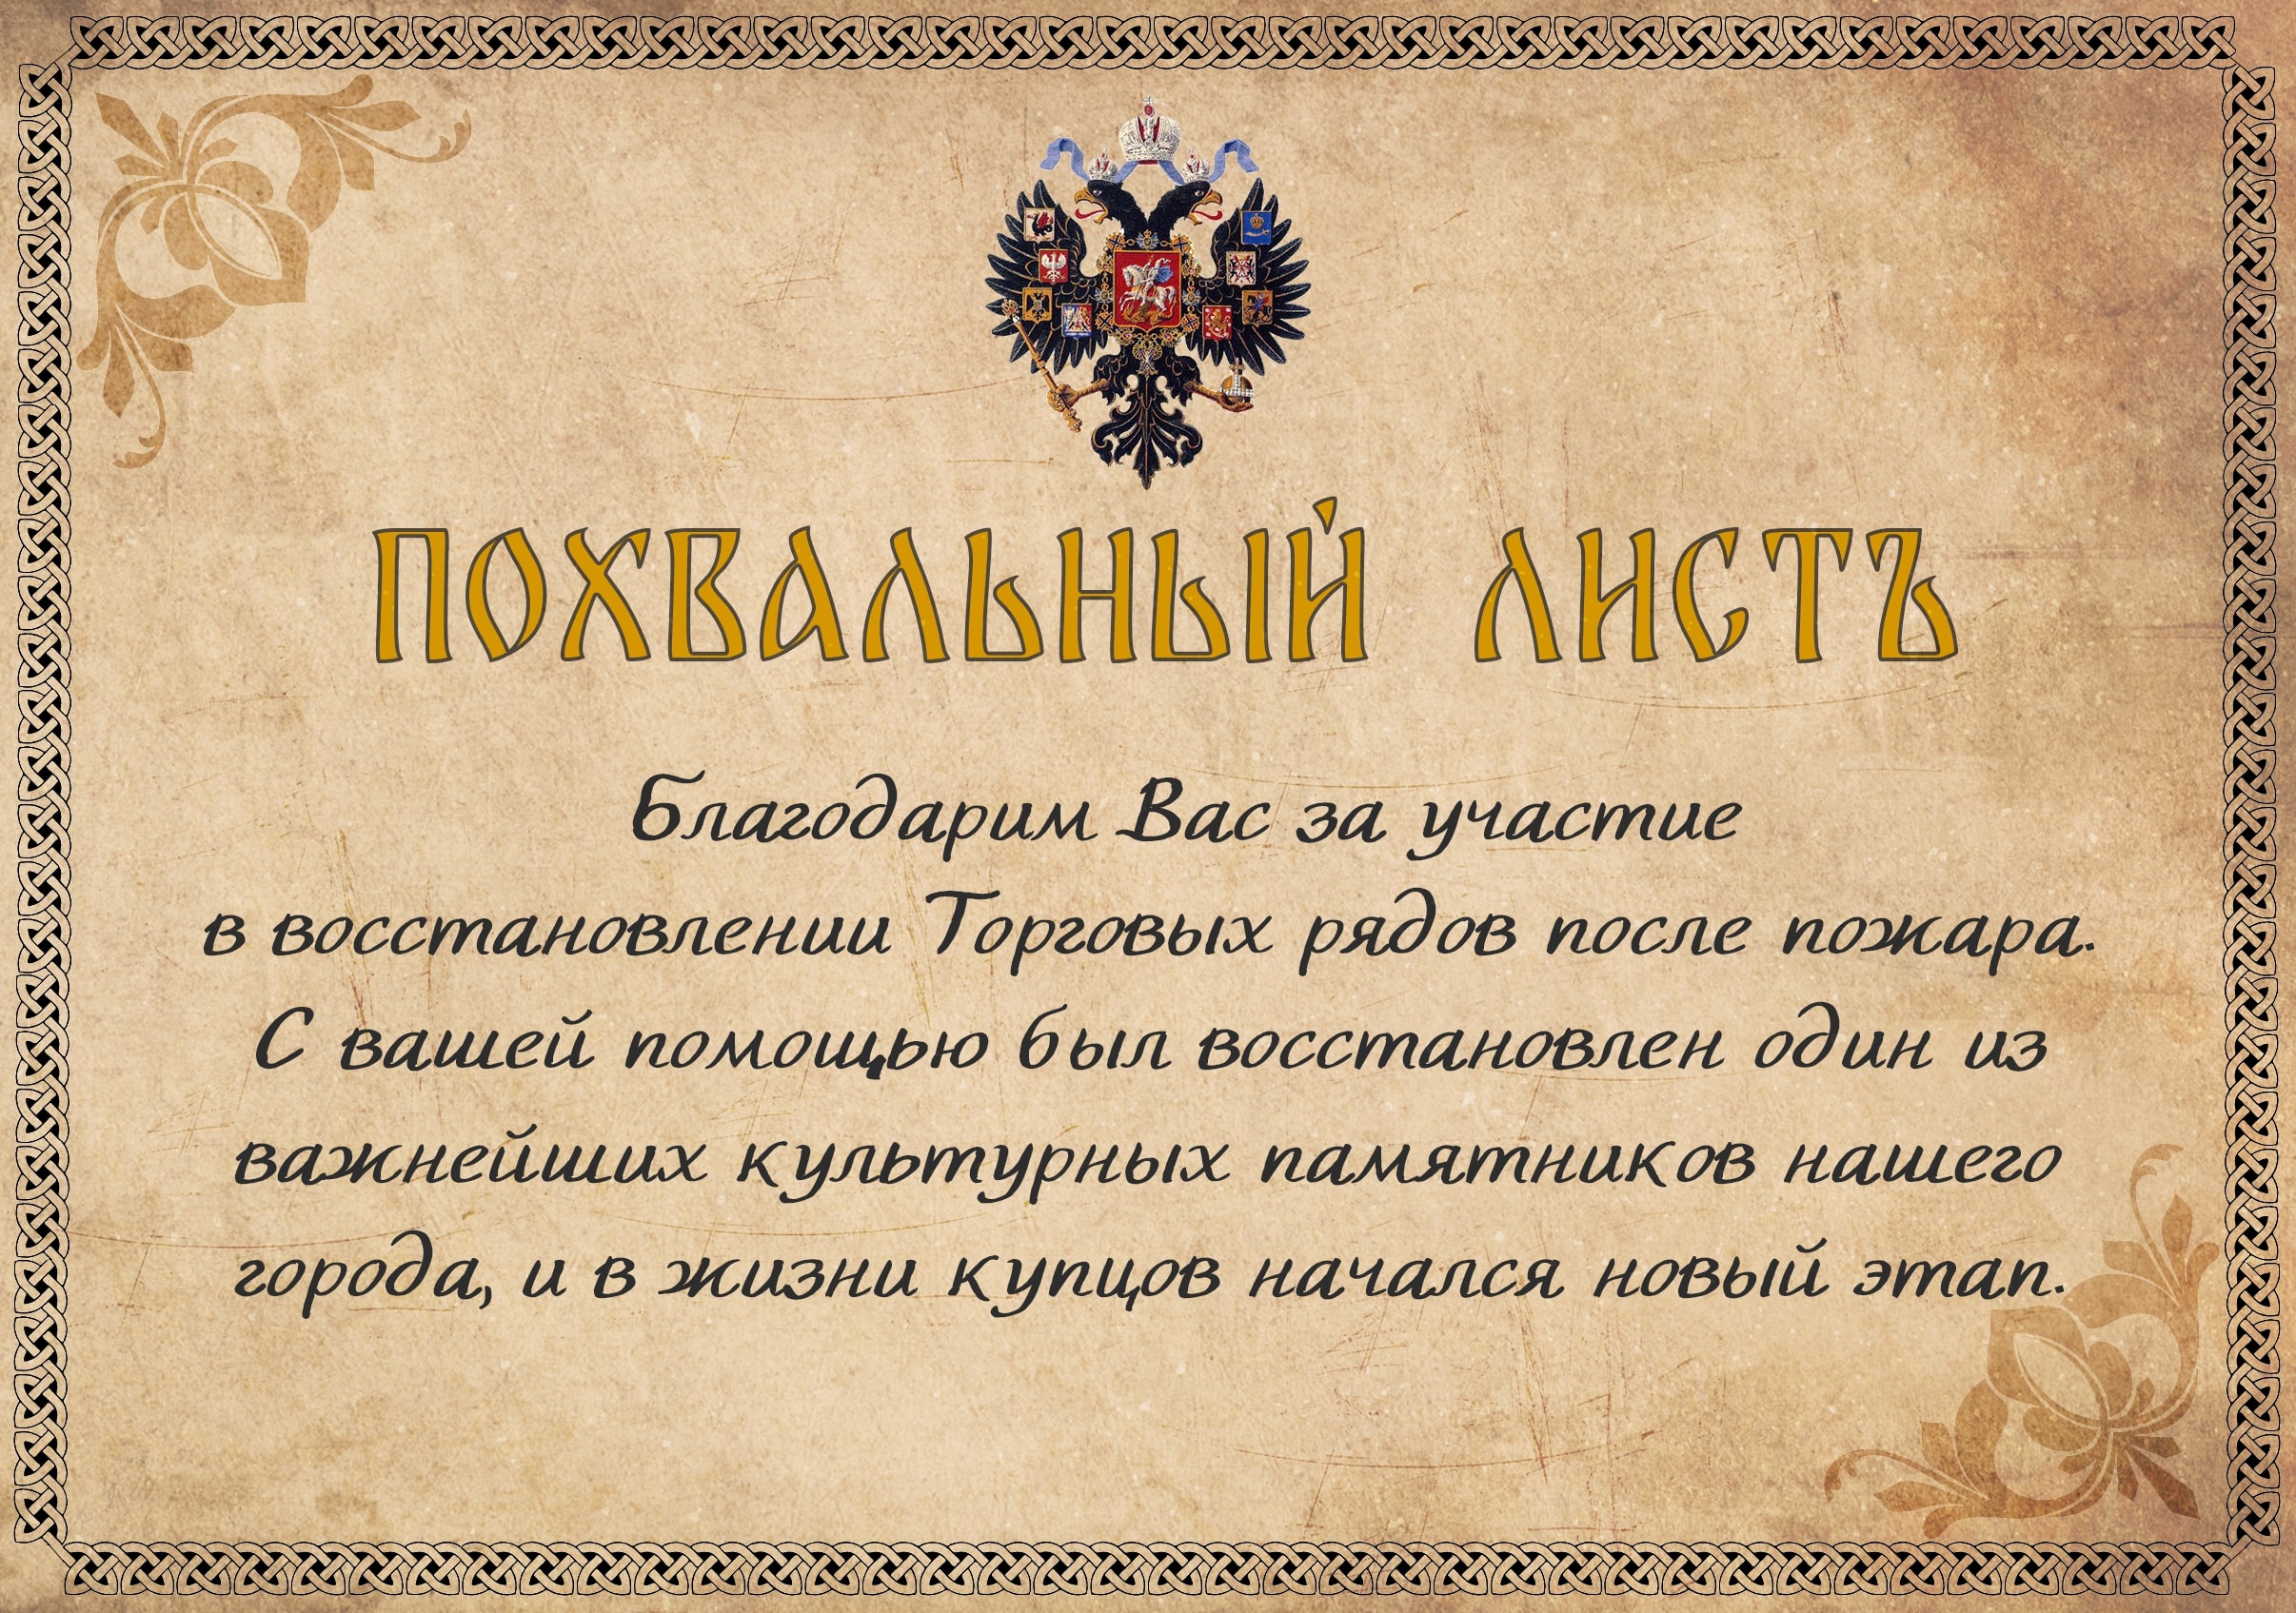 ПОХВАЛЬНЫЙ ЛИСТЪ
Благодарим Вас за участие
в восстановлении Торговых рядов после пожара.
С вашей помощью был восстановлен один из
важнейших культурных памятников нашего
города, и в жизни купцов начался новый этап.